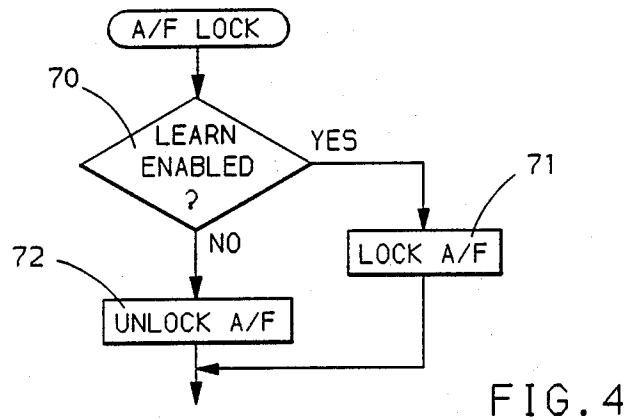 A/F LOCK
70
LEARN
ENABLED
?
YES
NO
71
LOCK A/F
72
UNLOCK A/F
FIG. 4